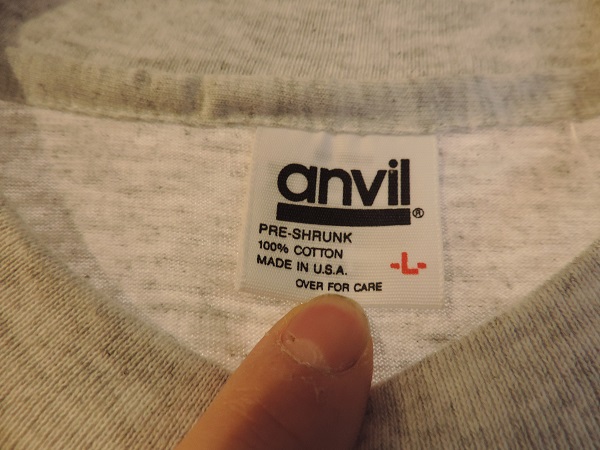 anvil®
PRE-SHRUNK
100% COTTON
MADE IN U.S.A.
-L-
OVER FOR CARE